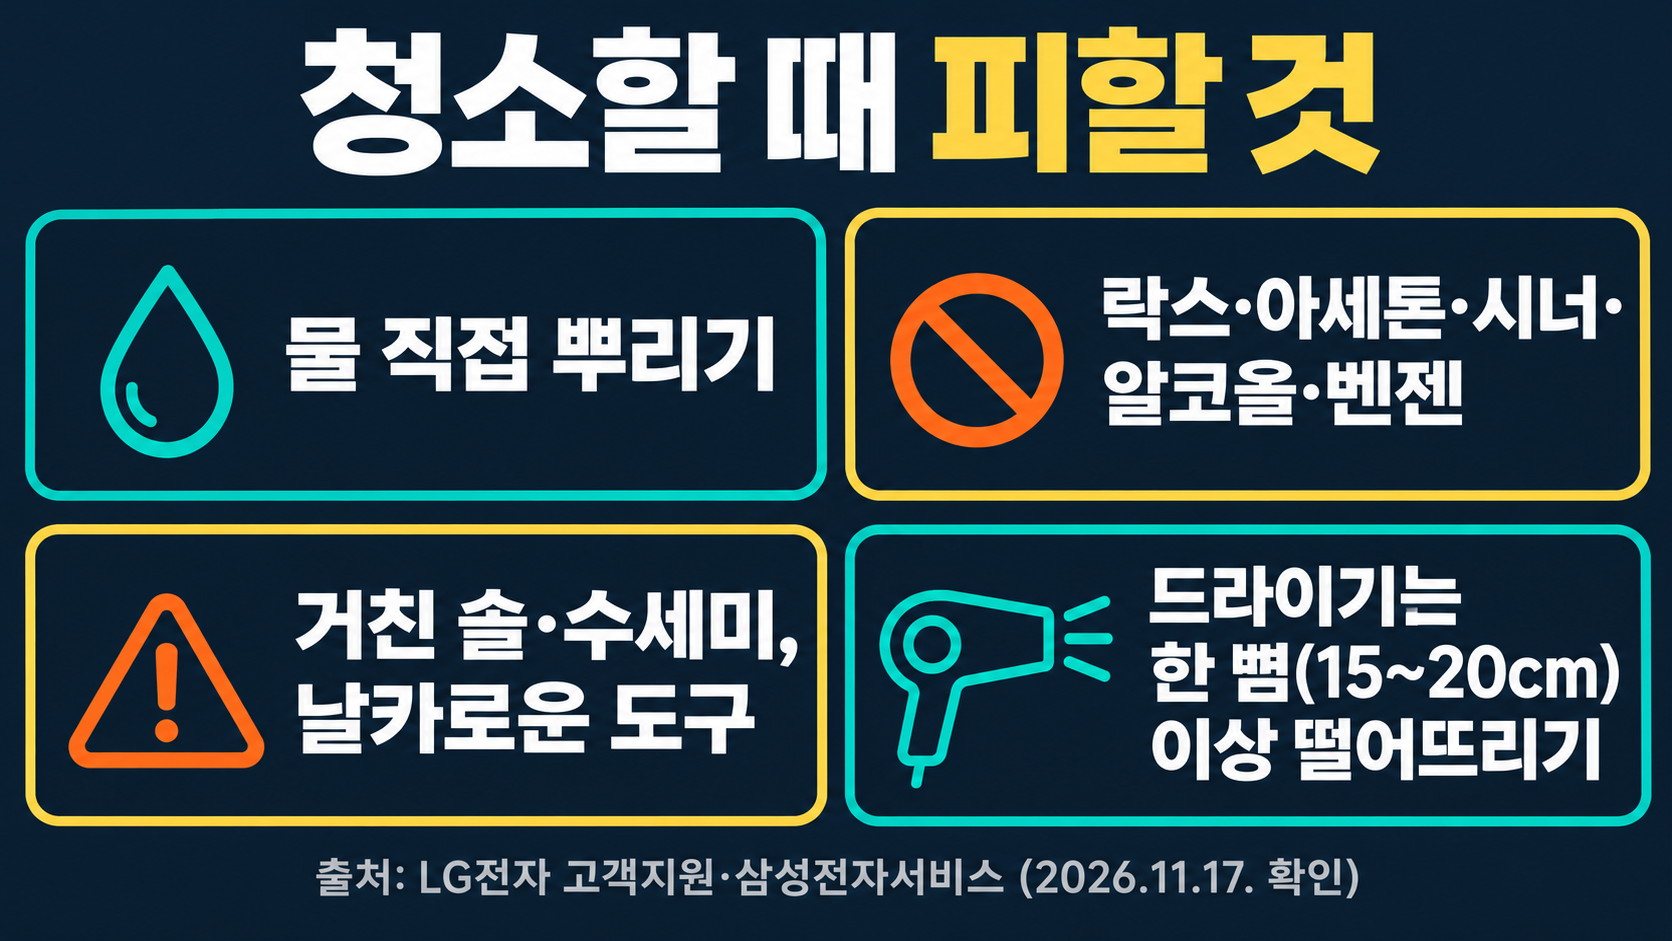 청소할 때 피할 것
물 직접 뿌리기
락스·아세톤·시너·
알코올·벤젠
거친 솔·수세미,
날카로운 도구
드라이기는
한 뼘(15~20cm)
이상 떨어뜨리기
출처: LG전자 고객지원·삼성전자서비스 (2026.11.17. 확인)